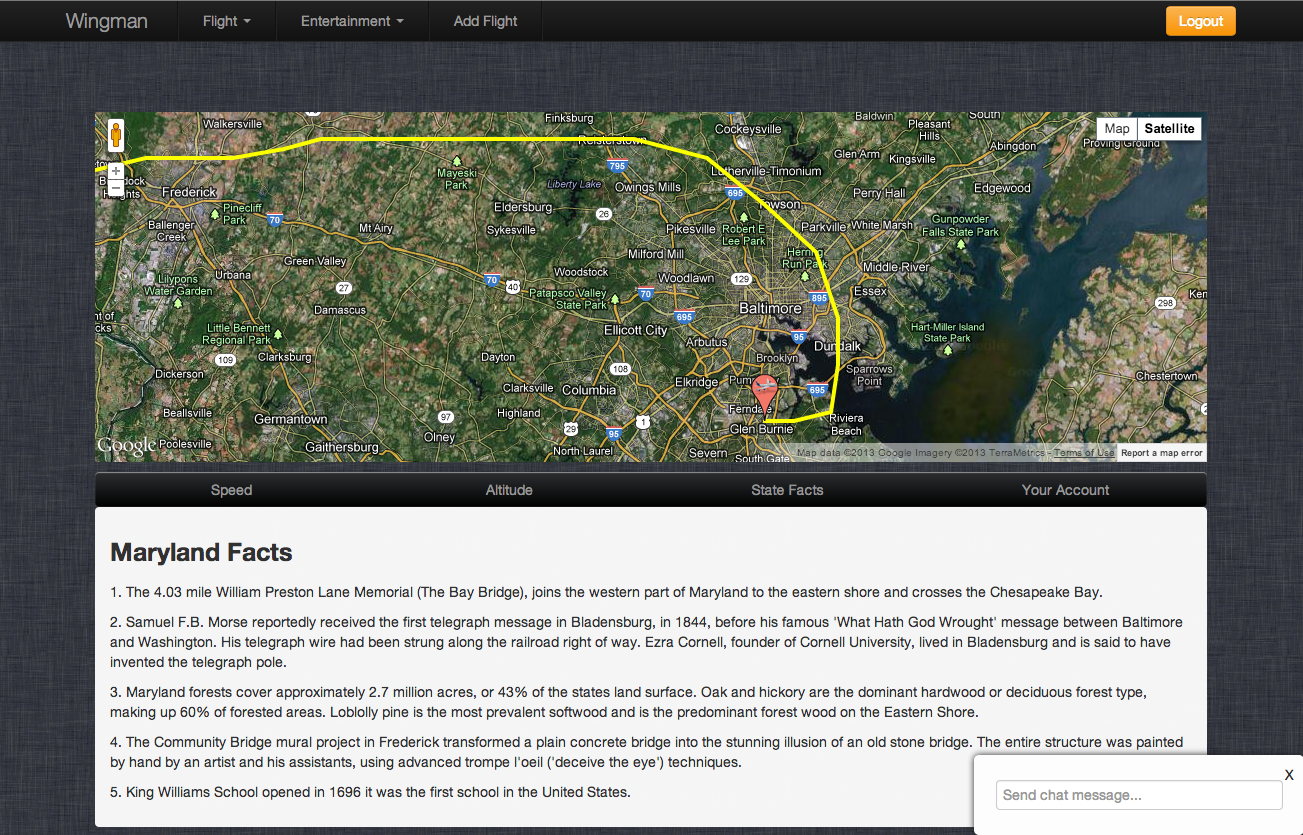 Wingman
Flight
Entertainment
Add Flight
Logout
Map
Satellite
Walkersville
Finksburg
Reisterstown
Cockeysville
Baldwin
Pleasant
Hills
South
Abingdon
Proving Ground
Glen Arm
Kingsville
795
Lutherville-Timonium
Mayeski
Park
Liberty Lake
Owings Mills
695
Perry Hall
Edgewood
Frederick
Heights
Pinecliff
Park
70
Eldersburg
26
Towson
Ballenger
Creek
Mt Airy
Sykesville
Pikesville
Robert E
Lee Park
Parkville
White Marsh
Gunpowder
Falls State Park
Milford Mill
Herring
Run Park
Green Valley
Urbana
Woodstock
Woodlawn
129
Middle River
Lilypons
Water Garden
27
70
40
Patapsco Valley
State Park
70
895
Essex
298
Damascus
695
Baltimore
Little Bennett
Regional Park
Ellicott City
95
Hart-Miller Island
State Park
109
Clarksburg
Dayton
Arbutus
Brooklyn
Dundalk
Dickerson
108
Sparrows
Point
Chestertown
Clarksville
Columbia
Elkridge
695
Beallsville
Germantown
97
Highland
Ferndale
Riviera
Beach
29
1
Glen Burnie
Google
Poolesville
Gaithersburg
Olney
95
North Laurel
Severn
South Gate
Map data ©2013 Google Imagery ©2013 TerraMetrics - Terms of Use
Report a map error
Speed
Altitude
State Facts
Your Account
Maryland Facts
1. The 4.03 mile William Preston Lane Memorial (The Bay Bridge), joins the western part of Maryland to the eastern shore and crosses the Chesapeake Bay.
2. Samuel F.B. Morse reportedly received the first telegraph message in Bladensburg, in 1844, before his famous 'What Hath God Wrought' message between Baltimore
and Washington. His telegraph wire had been strung along the railroad right of way. Ezra Cornell, founder of Cornell University, lived in Bladensburg and is said to have
invented the telegraph pole.
3. Maryland forests cover approximately 2.7 million acres, or 43% of the states land surface. Oak and hickory are the dominant hardwood or deciduous forest type,
making up 60% of forested areas. Loblolly pine is the most prevalent softwood and is the predominant forest wood on the Eastern Shore.
4. The Community Bridge mural project in Frederick transformed a plain concrete bridge into the stunning illusion of an old stone bridge. The entire structure was painted
by hand by an artist and his assistants, using advanced trompe l'oeil ('deceive the eye') techniques.
5. King Williams School opened in 1696 it was the first school in the United States.
X
Send chat message...